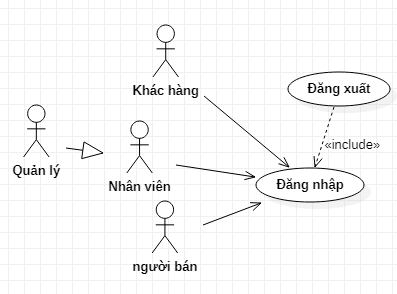 Khác hàng
Đăng xuất
«include»
Quản lý
Nhân viên
Đăng nhập
người bán